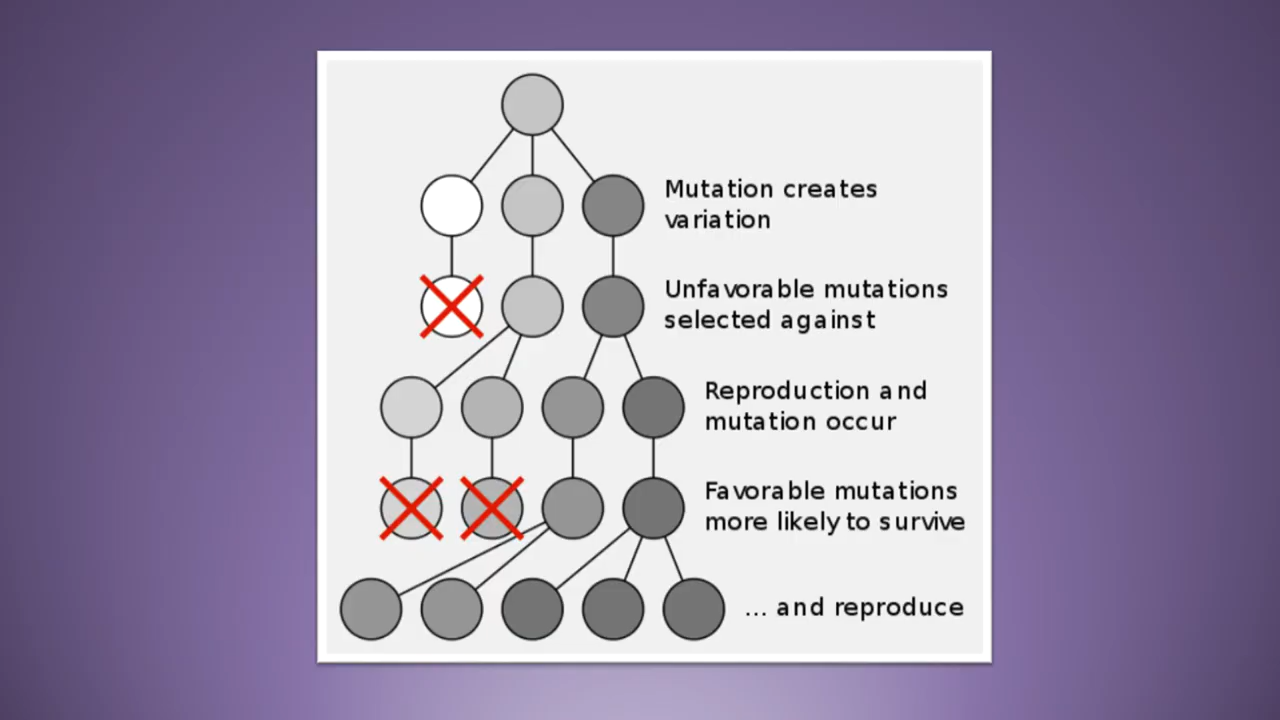 Mutation creates
variation
Unfavorable mutations
selected against
Reproduction and
mutation occur
Favorable mutations
more likely to survive
... and reproduce